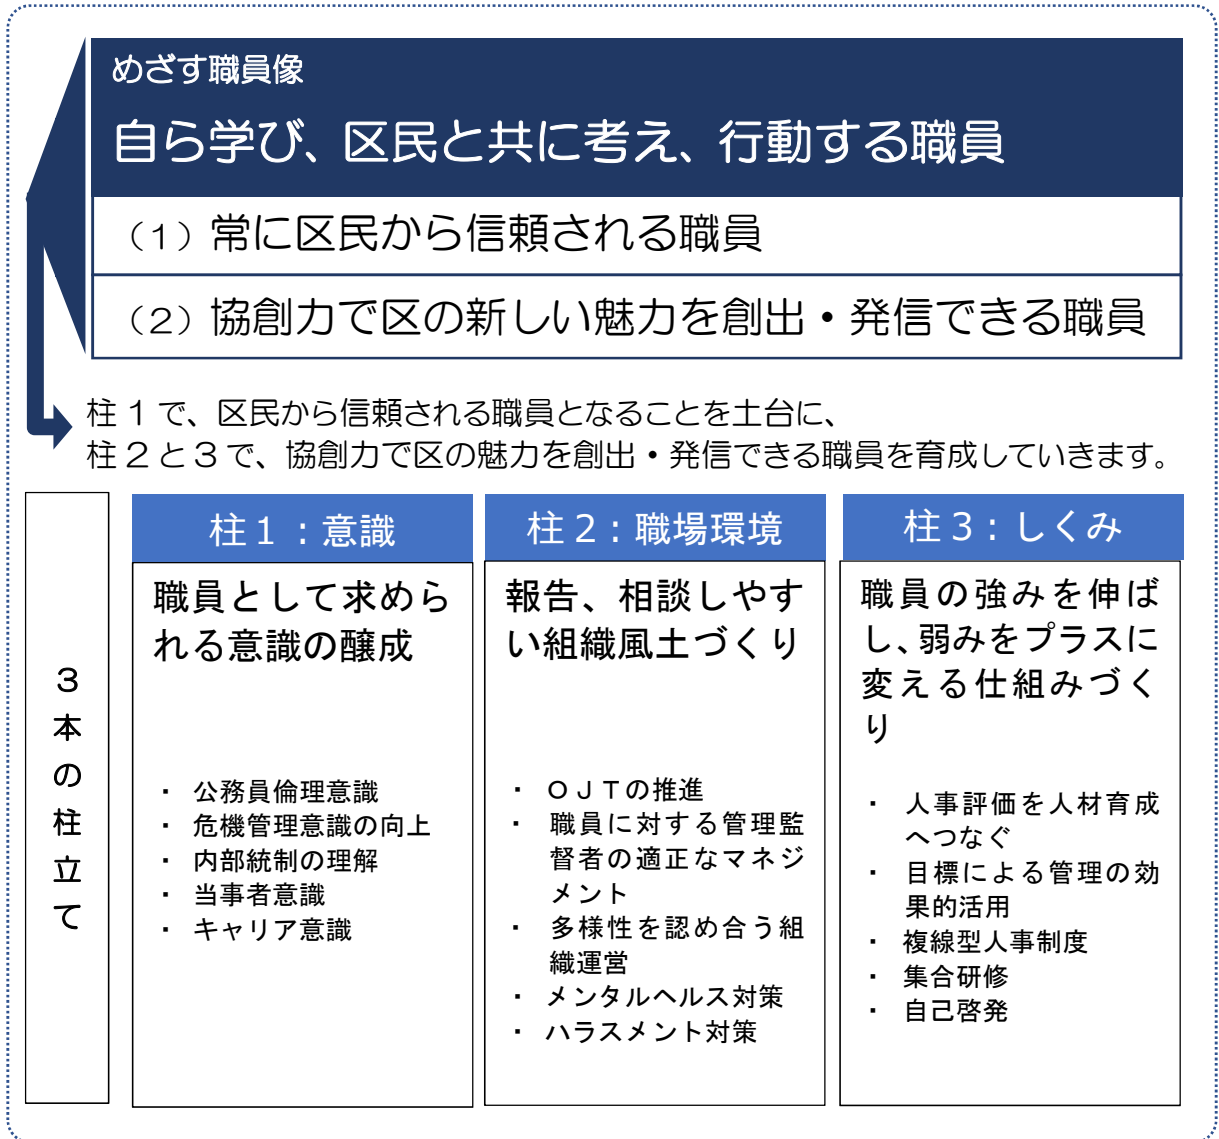 めざす職員像
自ら学び、区民と共に考え、行動する職員
（1）常に区民から信頼される職員
（2）協創力で区の新しい魅力を創出・発信できる職員
柱１で、区民から信頼される職員となることを土台に、
柱２と３で、協創力で区の魅力を創出・発信できる職員を育成していきます。
３本の柱立て
柱１：意識
職員として求めら
れる意識の醸成
・ 公務員倫理意識
・ 危機管理意識の向上
・ 内部統制の理解
・ 当事者意識
・ キャリア意識
柱２：職場環境
報告、相談しやす
い組織風土づくり
・ ＯＪＴの推進
・ 職員に対する管理監
督者の適正なマネジ
メント
・ 多様性を認め合う組
織運営
・ メンタルヘルス対策
・ ハラスメント対策
柱３：しくみ
職員の強みを伸ば
し、弱みをプラスに
変える仕組みづく
り
・ 人事評価を人材育成
へつなぐ
・ 目標による管理の効
果的活用
・ 複線型人事制度
・ 集合研修
・ 自己啓発